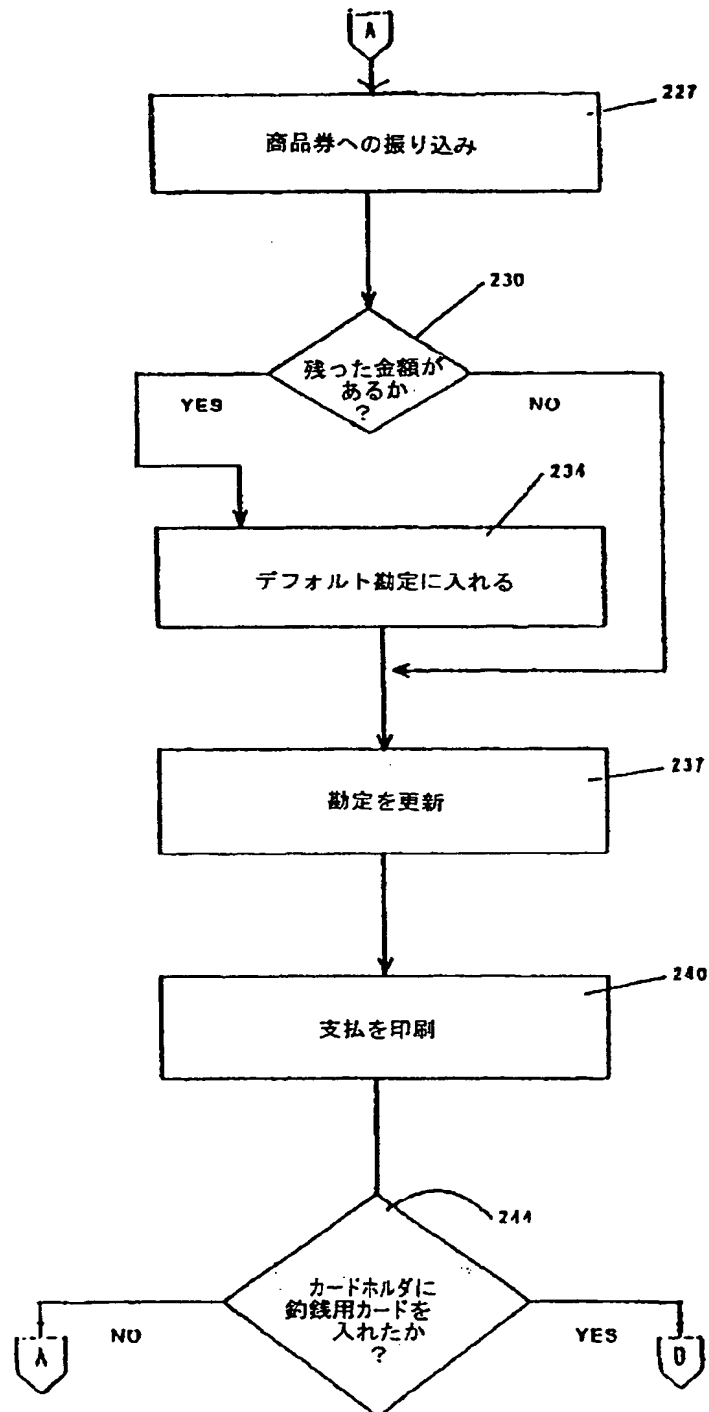 A
227
商品券への振り込み
230
残った金額が
あるか
?
YES
NO
234
デフォルト勘定に入れる
237
勘定を更新
240
支払を印刷
244
カードホルダに
釣銭用カードを
入れたか
?
NO
YES
A
D